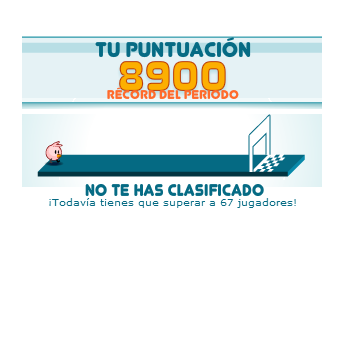 TU PUNTUACIÓN
8900
RÉCORD DEL PERIODO
NO TE HAS CLASIFICADO
¡Todavía tienes que superar a 67 jugadores!